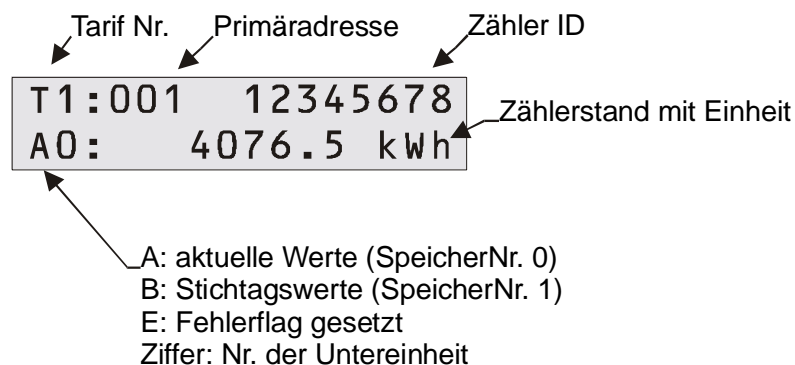 Tarif Nr. Primäradresse Zähler ID
T1:001 12345678
A0: 4076.5 kWh
Zählerstand mit Einheit
A: aktuelle Werte (SpeicherNr. 0)
B: Stichtagswerte (SpeicherNr. 1)
E: Fehlerflag gesetzt
Ziffer: Nr. der Untereinheit